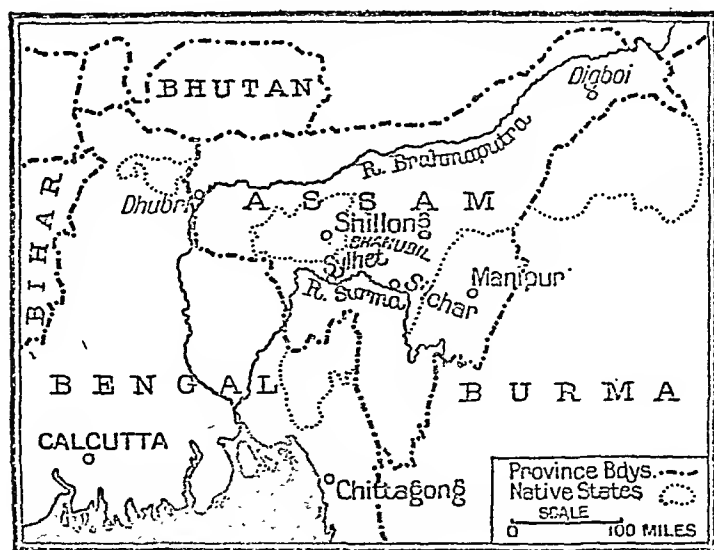 BHUTAN
Digboi
R. Brahmaputra
BIHAR
Dhubri
ASSAM
Shillong
BHANUBIL
Sylhet
Silchar
Manipur
R. Surma
BENGAL
BURMA
CALCUTTA
Chittagong
Province Bdys.
Native States
SCALE
0 100 MILES